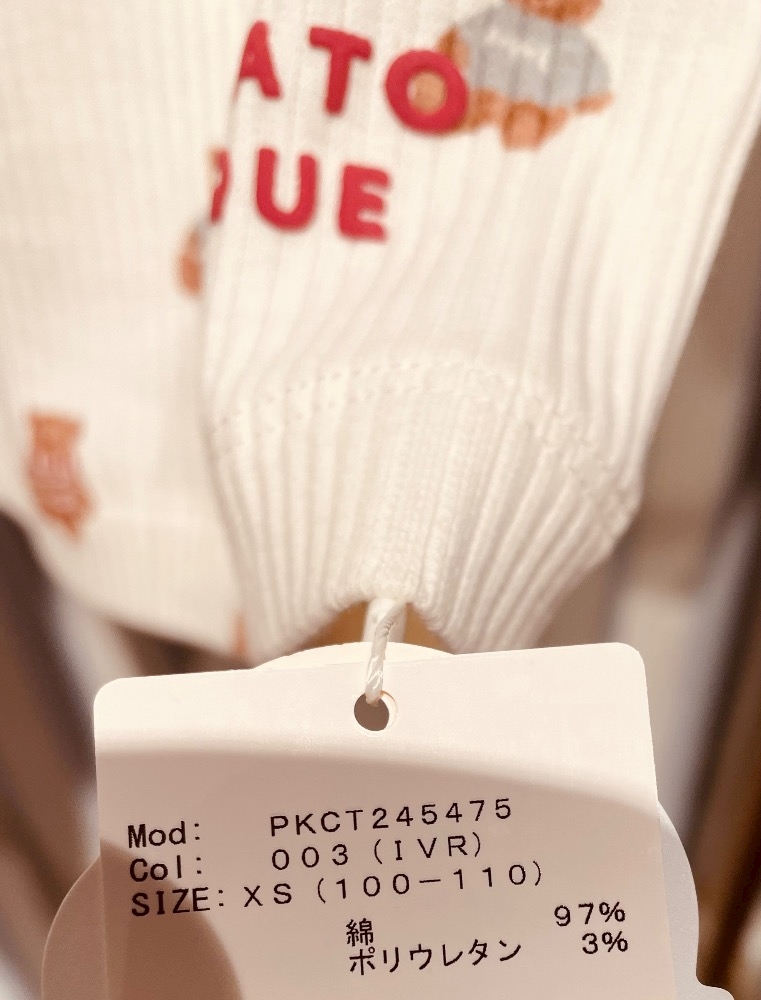 ATO
UE
Mod: PKCT245475
Col: 003 (IVR)
SIZE: XS (100－110)
綿 97%
ポリウレタン 3%